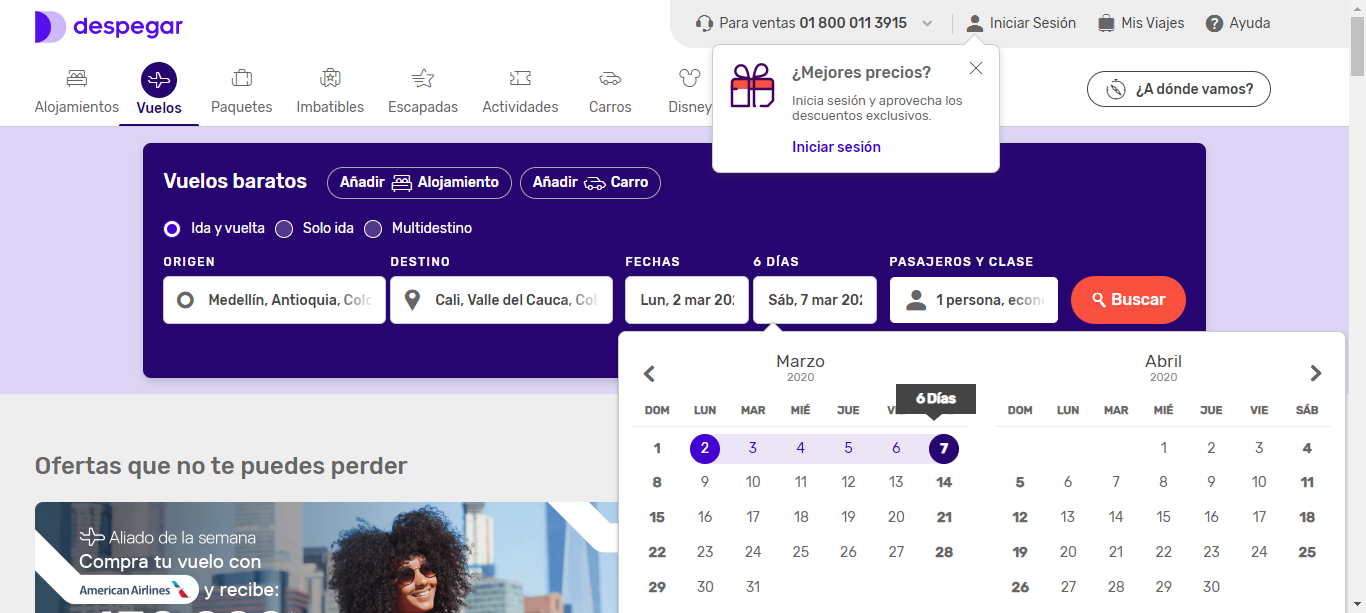 despegar
Para ventas 01 800 011 3915
Iniciar Sesión
Mis Viajes
Ayuda
Alojamientos
Vuelos
Paquetes
Imbatibles
Escapadas
Actividades
Carros
Disney
¿A dónde vamos?
¿Mejores precios?
Inicia sesión y aprovecha los
descuentos exclusivos.
Iniciar sesión
Vuelos baratos
Añadir Alojamiento
Añadir Carro
Ida y vuelta
Solo ida
Multidestino
ORIGEN
DESTINO
FECHAS
6 DÍAS
PASAJEROS Y CLASE
Medellín, Antioquia, Colo
Cali, Valle del Cauca, Col
Lun, 2 mar 202
Sáb, 7 mar 202
1 persona, econ
Buscar
Marzo
2020
Abril
2020
6 Días
DOM LUN MAR MIÉ JUE
DOM LUN MAR MIÉ JUE VIE SÁB
1 2 3 4 5 6 7
1 2 3 4
8 9 10 11 12 13 14
5 6 7 8 9 10 11
15 16 17 18 19 20 21
12 13 14 15 16 17 18
22 23 24 25 26 27 28
19 20 21 22 23 24 25
29 30 31
26 27 28 29 30
Ofertas que no te puedes perder
Aliado de la semana
Compra tu vuelo con
American Airlines y recibe: